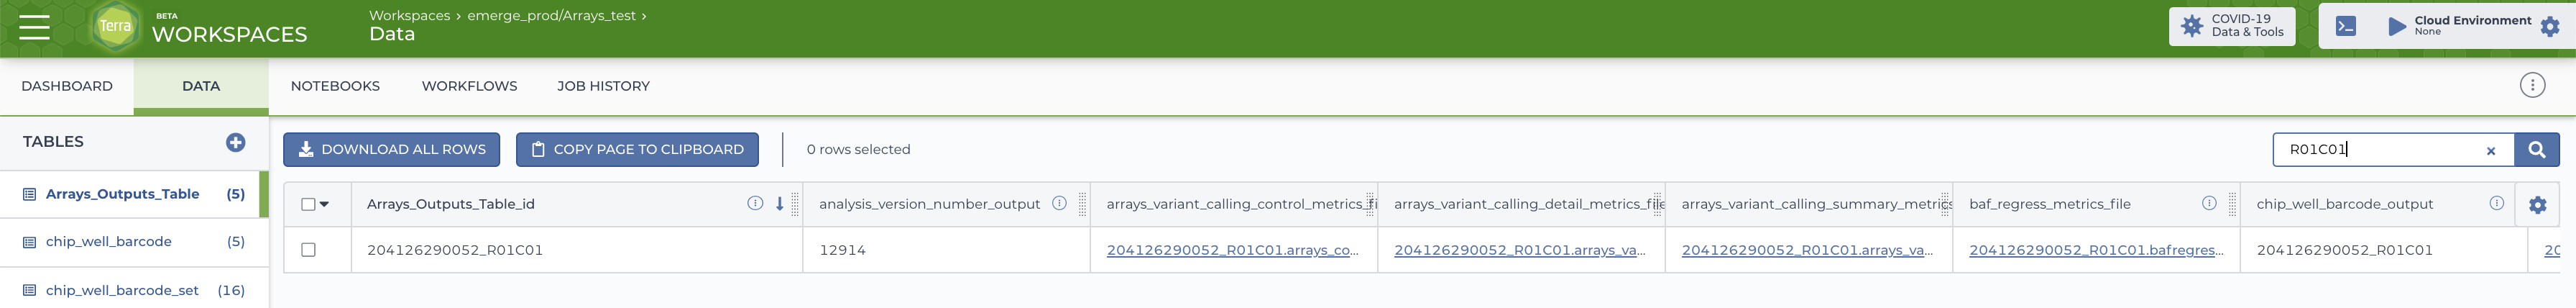 BETA
Terra
WORKSPACES
Workspaces › emerge_prod/Arrays_test ›
Data
COVID-19
Data & Tools
Cloud Environment
None
DASHBOARD DATA NOTEBOOKS WORKFLOWS JOB HISTORY
TABLES
DOWNLOAD ALL ROWS COPY PAGE TO CLIPBOARD 0 rows selected R01C01
Arrays_Outputs_Table (5)
chip_well_barcode (5)
chip_well_barcode_set (16)
Arrays_Outputs_Table_id analysis_version_number_output arrays_variant_calling_control_metrics_fi arrays_variant_calling_detail_metrics_file arrays_variant_calling_summary_metrics baf_regress_metrics_file chip_well_barcode_output
204126290052_R01C01 12914 204126290052_R01C01.arrays_co... 204126290052_R01C01.arrays_va... 204126290052_R01C01.arrays_va... 204126290052_R01C01.bafregres... 204126290052_R01C01 20